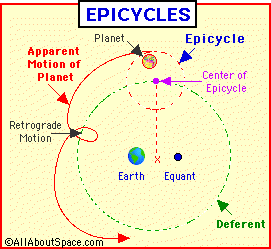 EPICYCLES
Planet
Epicycle
Apparent
Motion of
Planet
Center of
Epicycle
Retrograde
Motion
X
Earth
Equant
Deferent
©AllAboutSpace.com